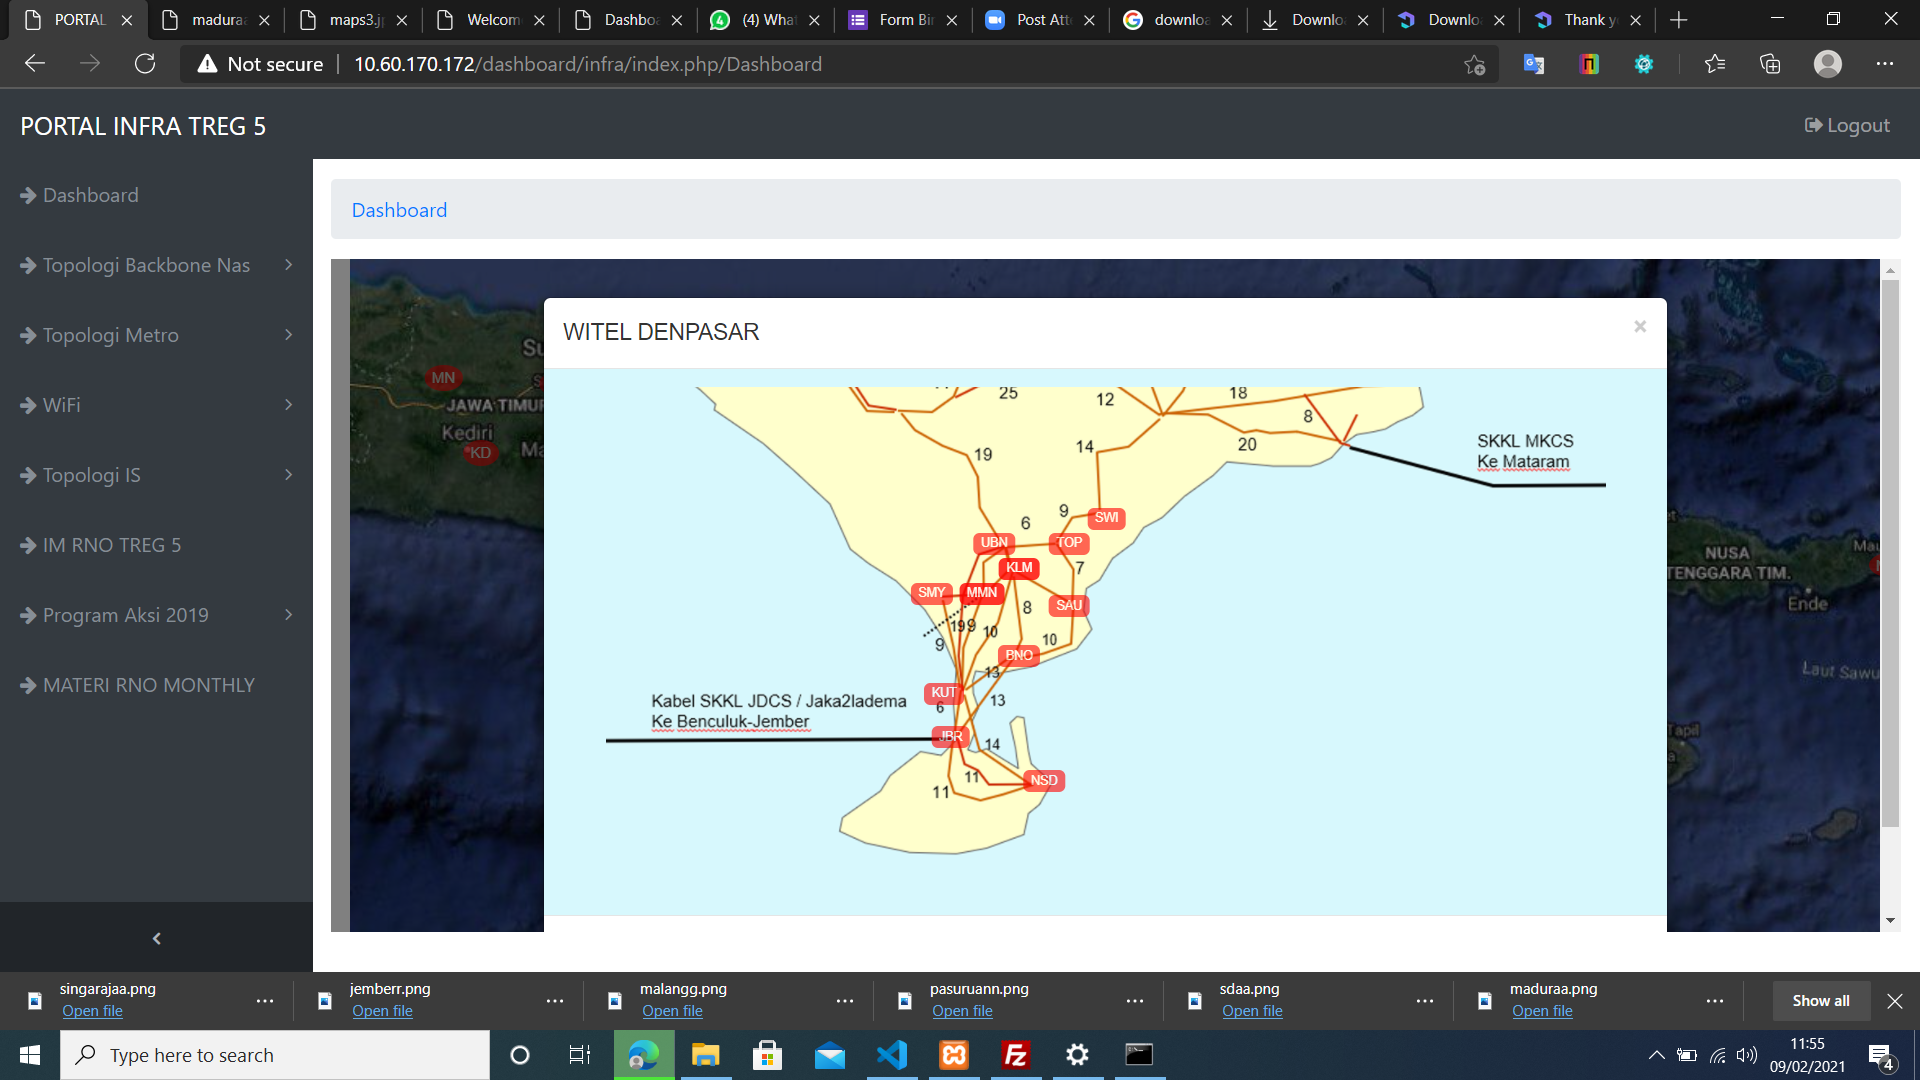 PORTAL
madura
maps3.j
Welcom
Dashbo
(4) Wha
Form Bi
Post Att
downlo
Downlo
Downlo
Thank y
Not secure
10.60.170.172/dashboard/infra/index.php/Dashboard
PORTAL INFRA TREG 5
Logout
Dashboard
Topologi Backbone Nas
Topologi Metro
WiFi
Topologi IS
IM RNO TREG 5
Program Aksi 2019
MATERI RNO MONTHLY
Dashboard
MN
JAWA TIMUR
Kediri
KD
WITEL DENPASAR
×
25
12
18
8
19
14
20
SKKL MKCS
Ke Mataram
6
9
SWI
UBN
TOP
KLM
7
SMY
MMN
SAU
8
19
9
10
10
9
BNO
13
KUT
6
13
Kabel SKKL JDCS / Jaka2ladema
Ke Benculuk-Jember
JBR
14
11
NSD
11
NUSA
TENGGARA TIM.
Ende
Laut Sawu
singarajaa.png
Open file
jemberr.png
Open file
malangg.png
Open file
pasuruann.png
Open file
sdaa.png
Open file
maduraa.png
Open file
Show all
Type here to search
11:55
09/02/2021
4